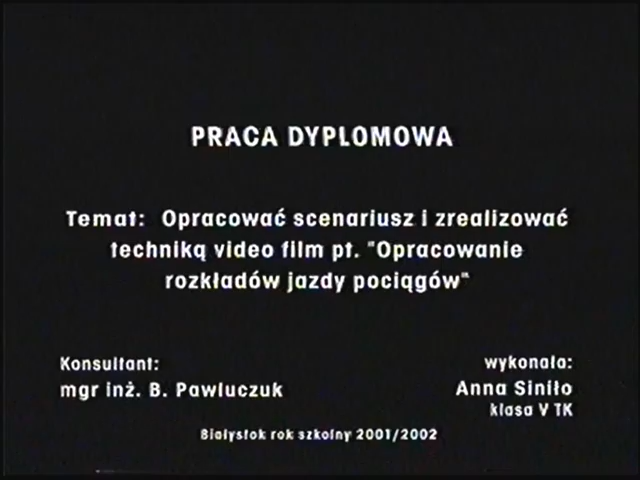 PRACA DYPLOMOWA
Temat: Opracować scenariusz i zrealizować
techniką video film pt. "Opracowanie
rozkładów jazdy pociągów"
Konsultant:
mgr inż. B. Pawluczuk
wykonała:
Anna Siniło
klasa V TK
Białystok rok szkolny 2001/2002